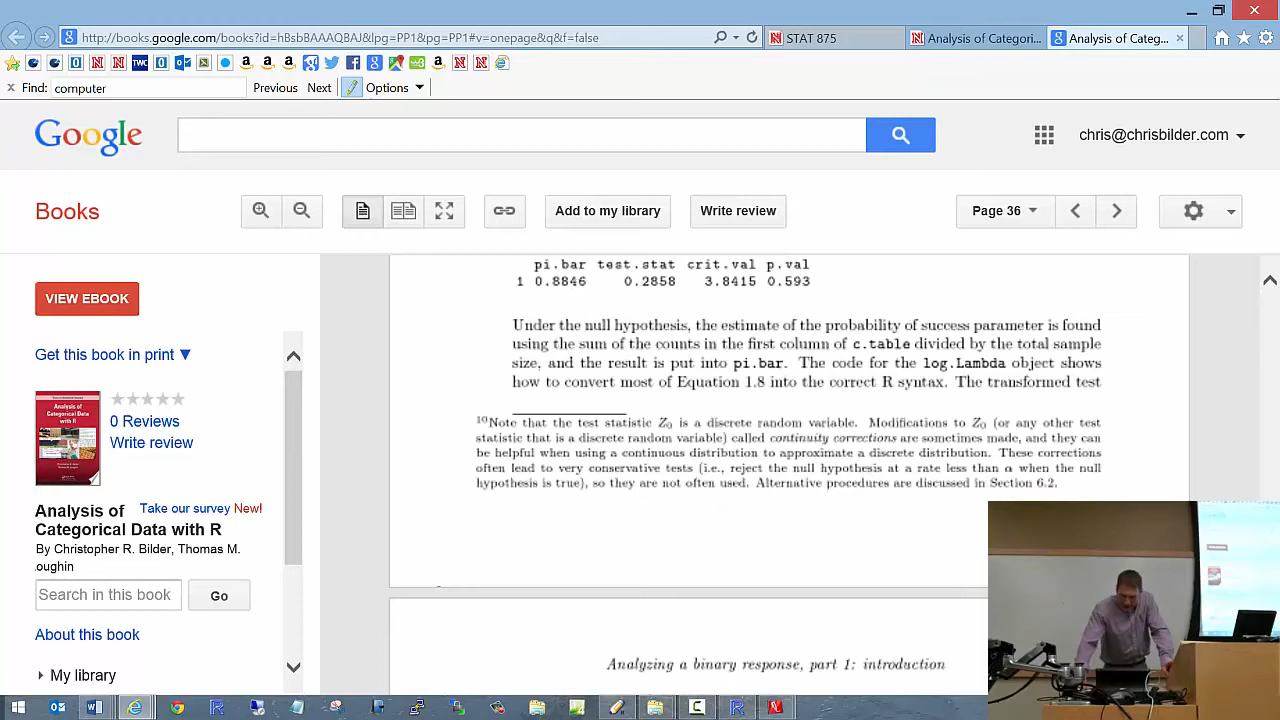 http://books.google.com/books?id=hBsbBAAAQBAJ&lpg=PP1&pg=PP1#v=onepage&q&f=false
STAT 875
Analysis of Categori...
Analysis of Categ...
Find: computer
Previous Next
Options
Google
chris@chrisbilder.com
Books
Add to my library
Write review
Page 36
VIEW EBOOK
Get this book in print ▼
0 Reviews
Write review
Analysis of Categorical Data with R
Analysis of
Categorical Data with R
Take our survey New!
By Christopher R. Bilder, Thomas M.
.oughin
Search in this book
Go
About this book
My library
pi.bar test.stat crit.val p.val
1 0.8846 0.2858 3.8415 0.593
Under the null hypothesis, the estimate of the probability of success parameter is found
using the sum of the counts in the first column of c.table divided by the total sample
size, and the result is put into pi.bar. The code for the log.Lambda object shows
how to convert most of Equation 1.8 into the correct R syntax. The transformed test
10Note that the test statistic Z0 is a discrete random variable. Modifications to Z0 (or any other test
statistic that is a discrete random variable) called continuity corrections are sometimes made, and they can
be helpful when using a continuous distribution to approximate a discrete distribution. These corrections
often lead to very conservative tests (i.e., reject the null hypothesis at a rate less than α when the null
hypothesis is true), so they are not often used. Alternative procedures are discussed in Section 6.2.
Analyzing a binary response, part 1: introduction